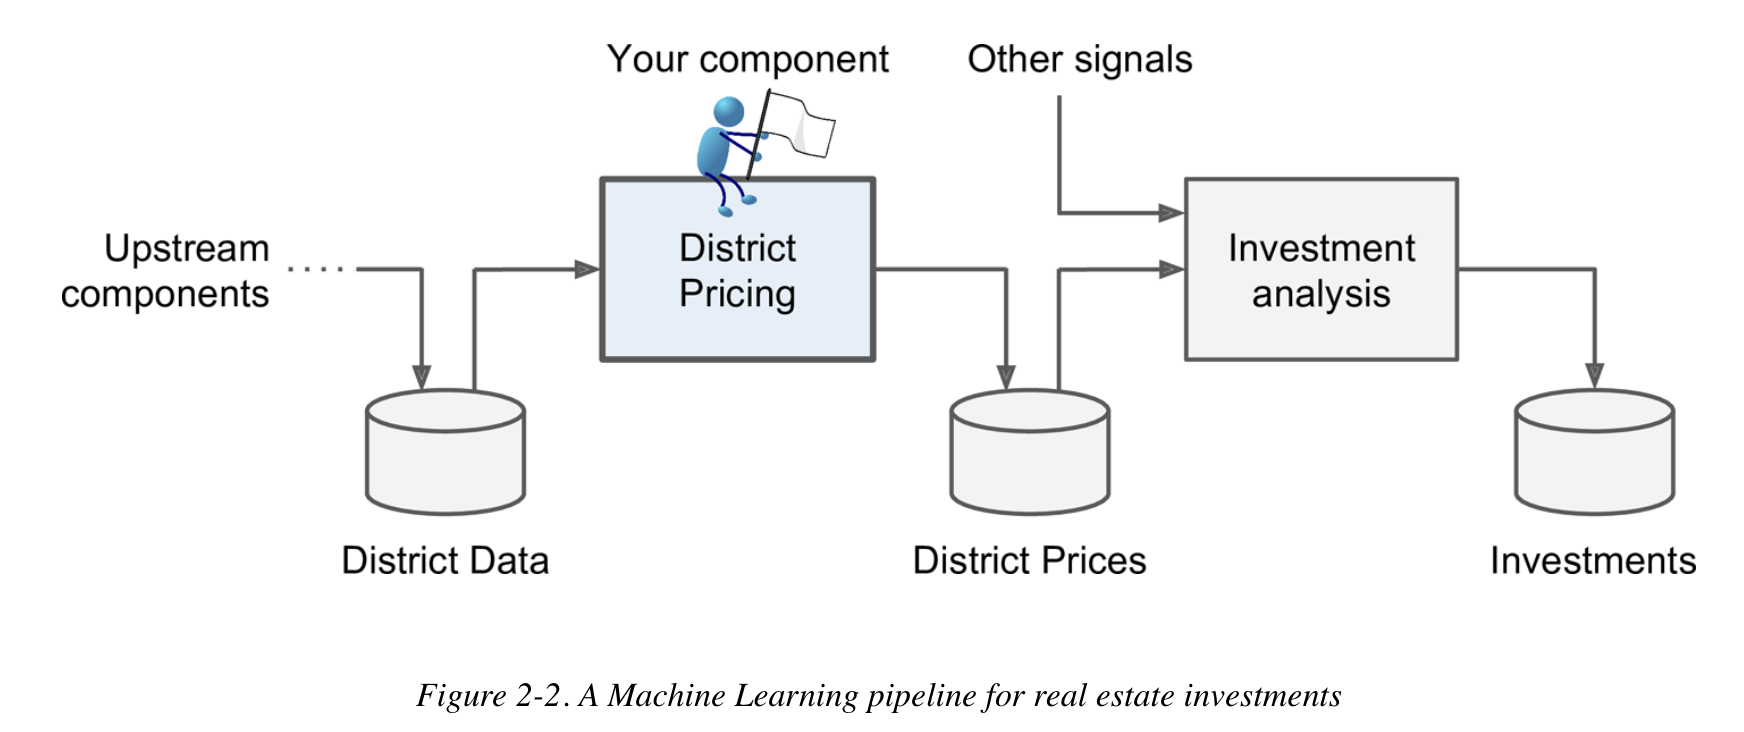 Your component
Other signals
Upstream
components
District
Pricing
Investment
analysis
District Data
District Prices
Investments
Figure 2-2. A Machine Learning pipeline for real estate investments